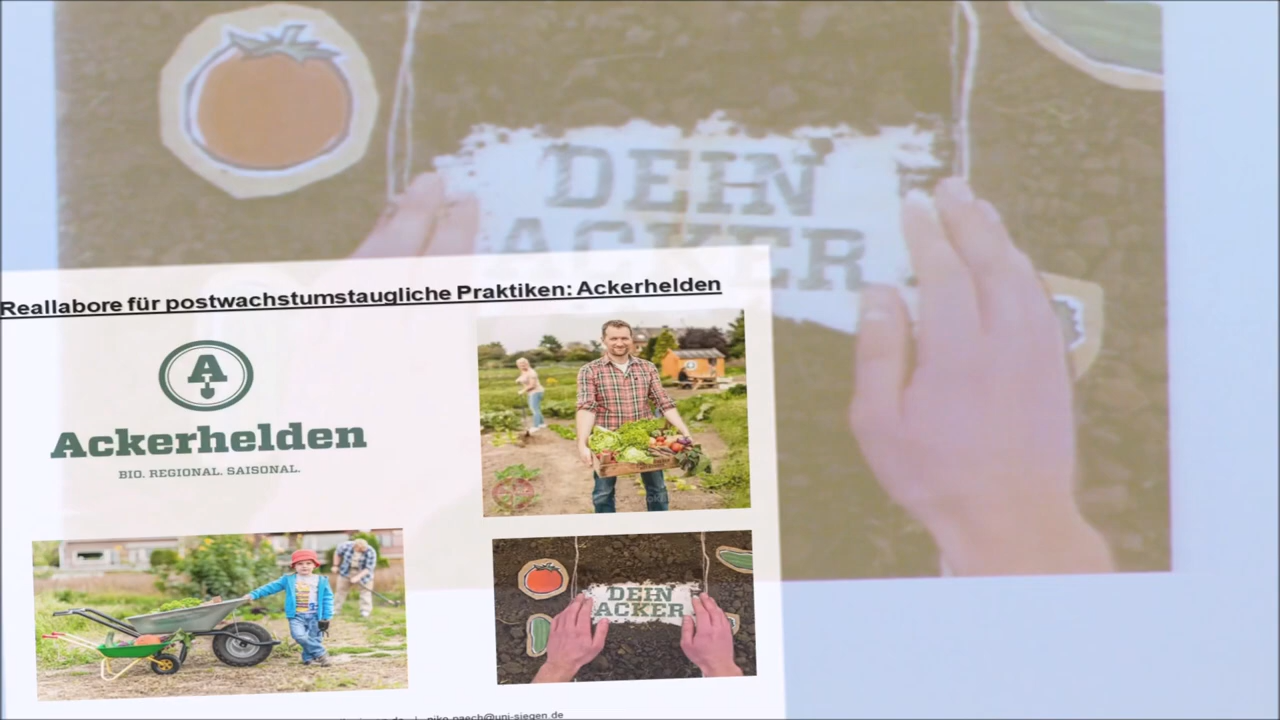 DEIN
ACKER
Reallabore für postwachstumstaugliche Praktiken: Ackerhelden
A
Ackerhelden
BIO. REGIONAL. SAISONAL.
DEIN
ACKER
| niko.paech@uni-siegen.de